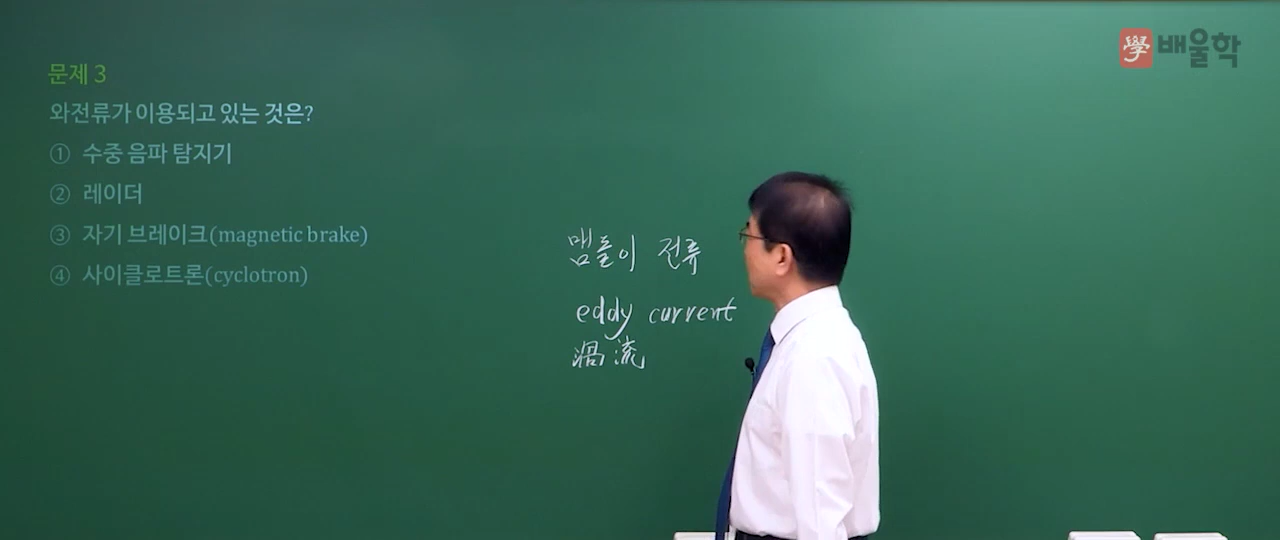 學 배울학
문제 3
와전류가 이용되고 있는 것은?
① 수중 음파 탐지기
② 레이더
③ 자기 브레이크(magnetic brake)
④ 사이클로트론(cyclotron)
맴돌이 전류
eddy current
渦流